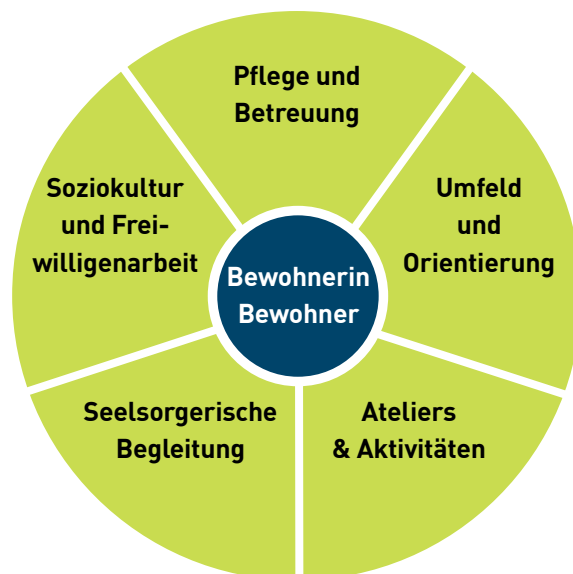 Pflege und
Betreuung
Umfeld
und
Orientierung
Ateliers
& Aktivitäten
Seelsorgerische
Begleitung
Soziokultur
und Frei-
willigenarbeit
Bewohnerin
Bewohner